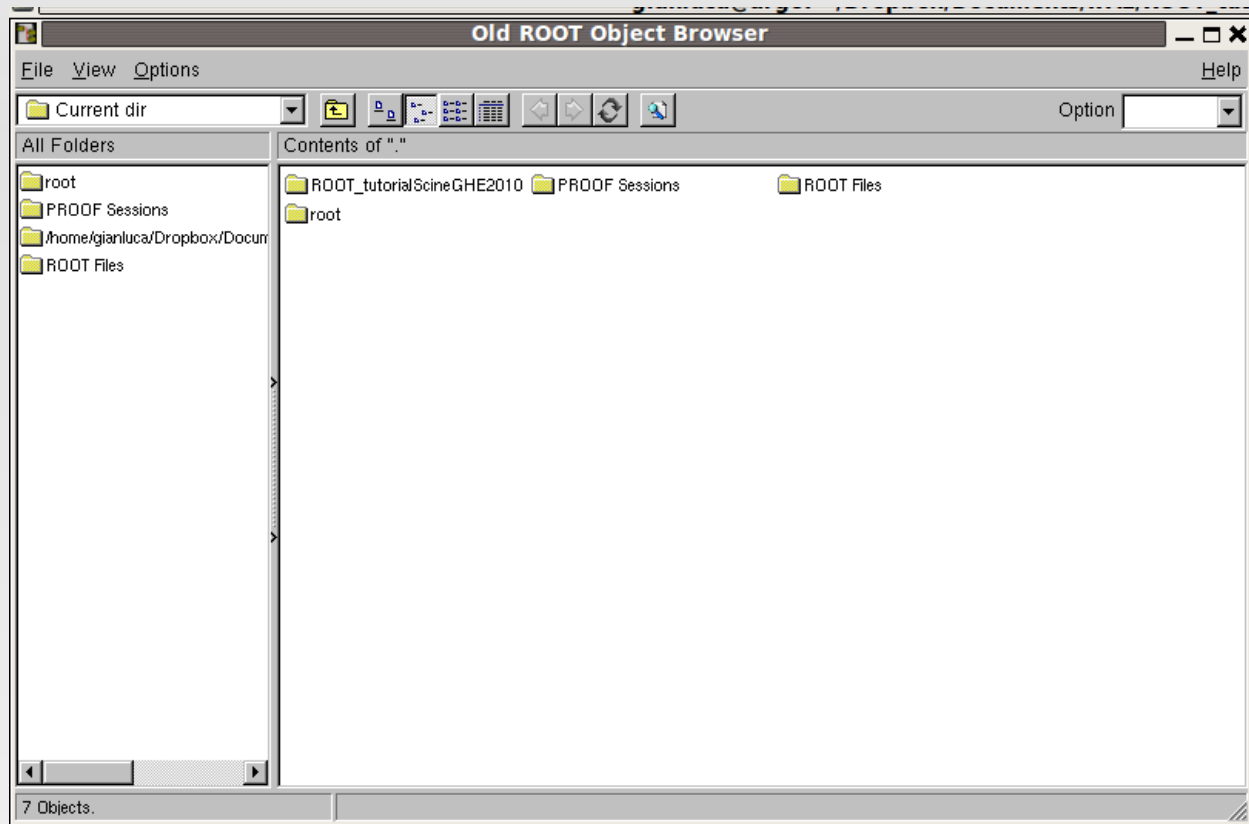 Old ROOT Object Browser
File View Options Help
Current dir Option
All Folders Contents of "."
root
PROOF Sessions
/home/gianluca/Dropbox/Docum
ROOT Files
ROOT_tutorialScineGHE2010 PROOF Sessions ROOT Files
root
7 Objects.